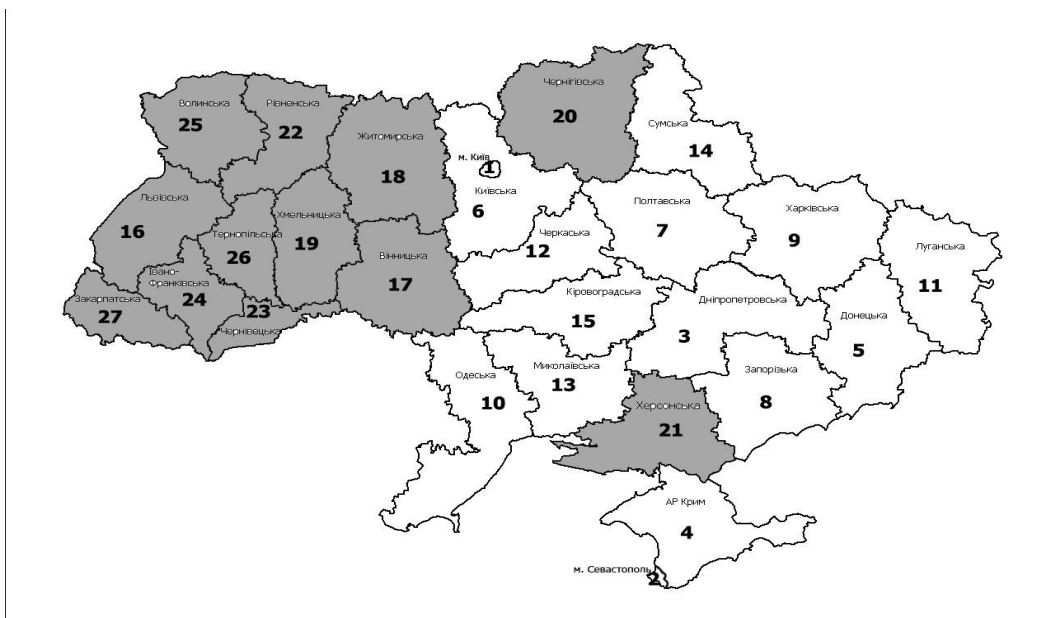 Чернігівська
20
Волинська
25
Рівненська
22
Житомирська
18
Сумська
14
м. Київ
1
Київська
6
Львівська
16
Тернопільська
26
Хмельницька
19
Вінницька
17
Черкаська
12
Полтавська
7
Харківська
9
Луганська
11
Івано-
Франківська
24
Закарпатська
27
23
Чернівецька
Кіровоградська
15
Дніпропетровська
3
Донецька
5
Одеська
10
Миколаївська
13
Запорізька
8
Херсонська
21
АР Крим
4
м. Севастополь
2